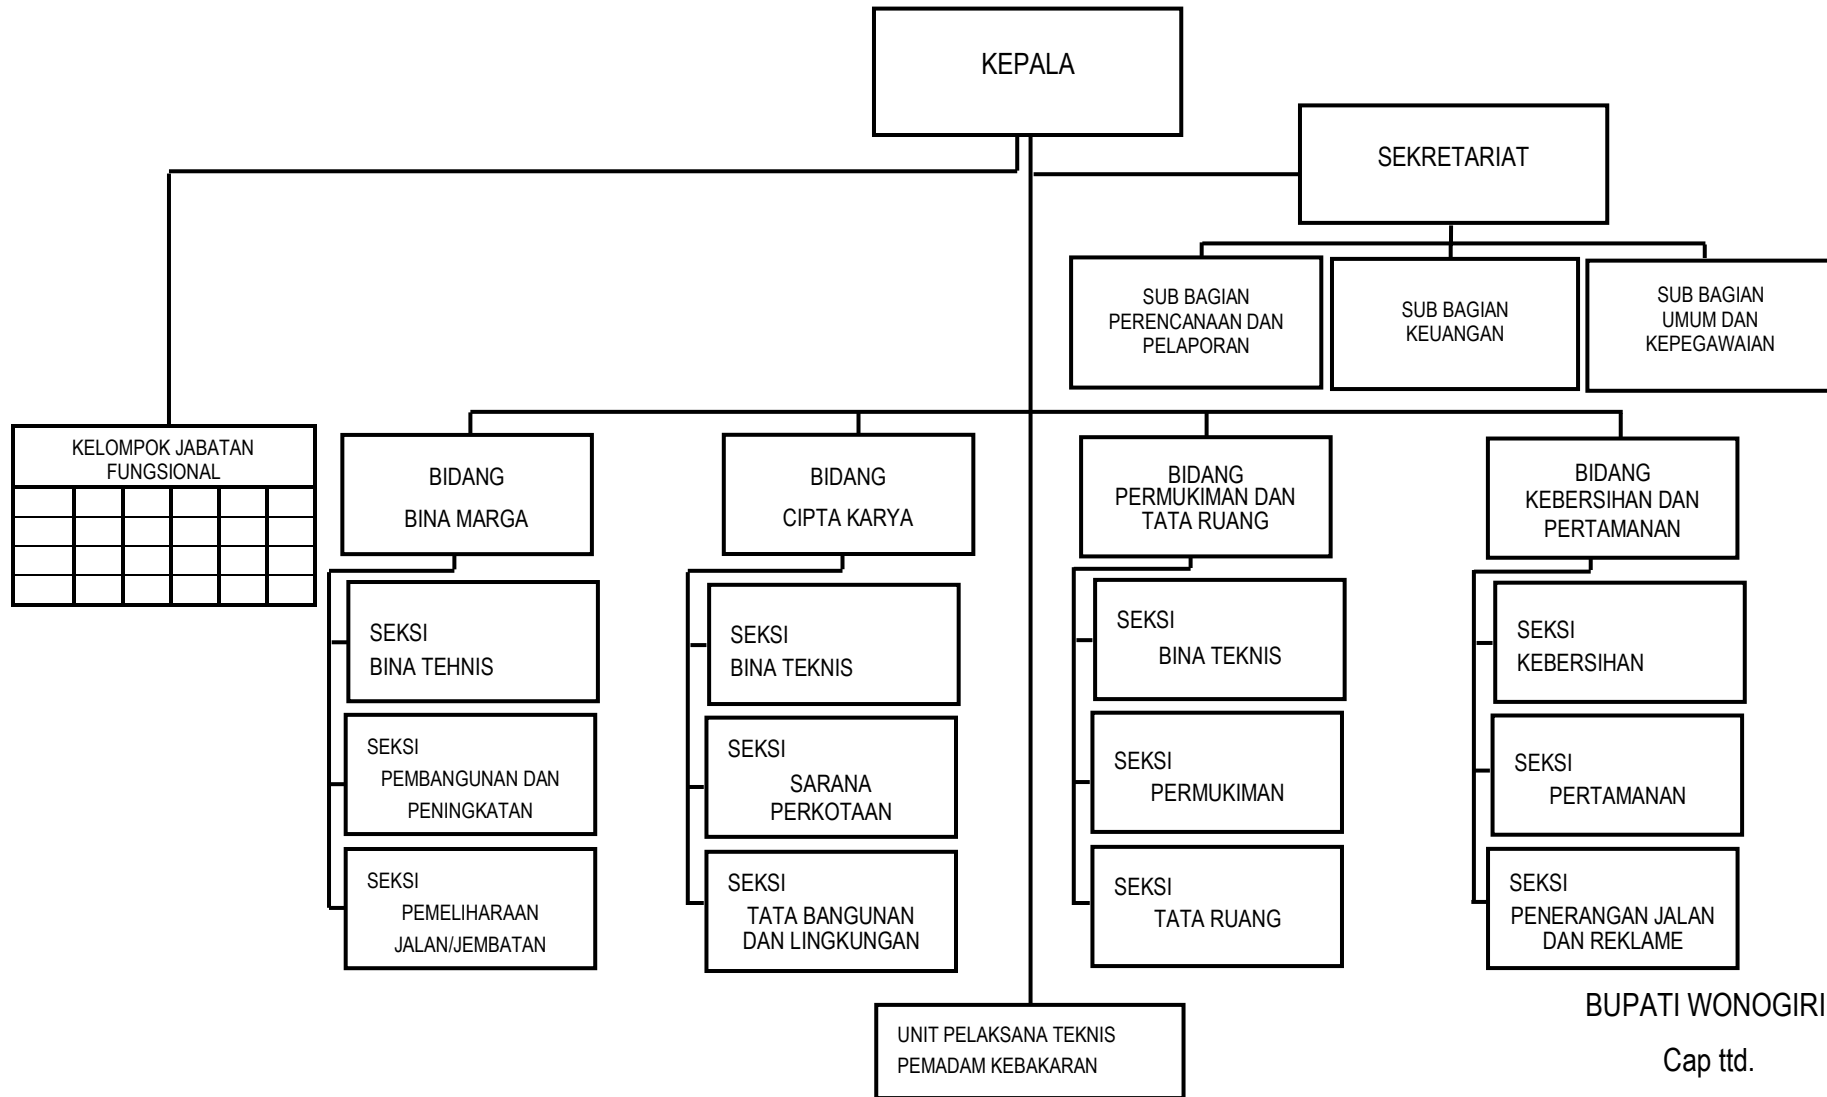 KEPALA
SEKRETARIAT
SUB BAGIAN
PERENCANAAN DAN
PELAPORAN
SUB BAGIAN
KEUANGAN
SUB BAGIAN
UMUM DAN
KEPEGAWAIAN
KELOMPOK JABATAN
FUNGSIONAL
BIDANG
BINA MARGA
BIDANG
CIPTA KARYA
BIDANG
PERMUKIMAN DAN
TATA RUANG
BIDANG
KEBERSIHAN DAN
PERTAMANAN
SEKSI
BINA TEHNIS
SEKSI
PEMBANGUNAN DAN
PENINGKATAN
SEKSI
PEMELIHARAAN
JALAN/JEMBATAN
SEKSI
BINA TEKNIS
SEKSI
SARANA
PERKOTAAN
SEKSI
TATA BANGUNAN
DAN LINGKUNGAN
SEKSI
BINA TEKNIS
SEKSI
PERMUKIMAN
SEKSI
TATA RUANG
SEKSI
KEBERSIHAN
SEKSI
PERTAMANAN
SEKSI
PENERANGAN JALAN
DAN REKLAME
UNIT PELAKSANA TEKNIS
PEMADAM KEBAKARAN
BUPATI WONOGIRI
Cap ttd.